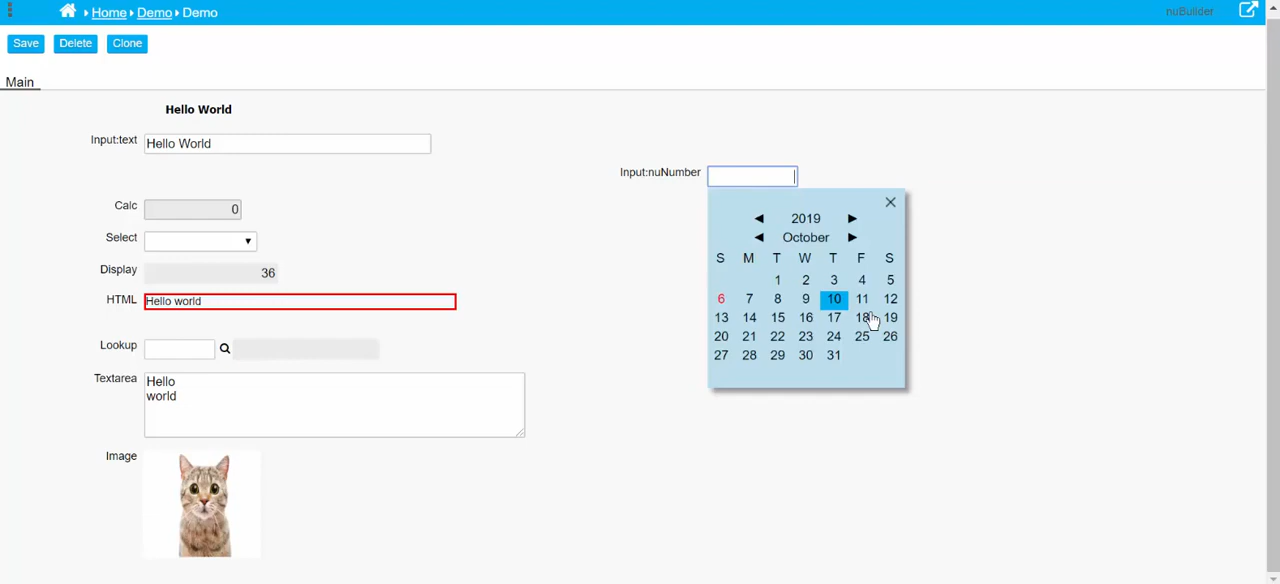 Home Demo Demo
nuBuilder
Save Delete Clone
Main
Hello World
Input:text Hello World
Input:nuNumber
Calc 0
Select
Display 36
HTML Hello world
Lookup
Textarea Hello
world
Image
2019
October
S M T W T F S
1 2 3 4 5
6 7 8 9 10 11 12
13 14 15 16 17 18 19
20 21 22 23 24 25 26
27 28 29 30 31